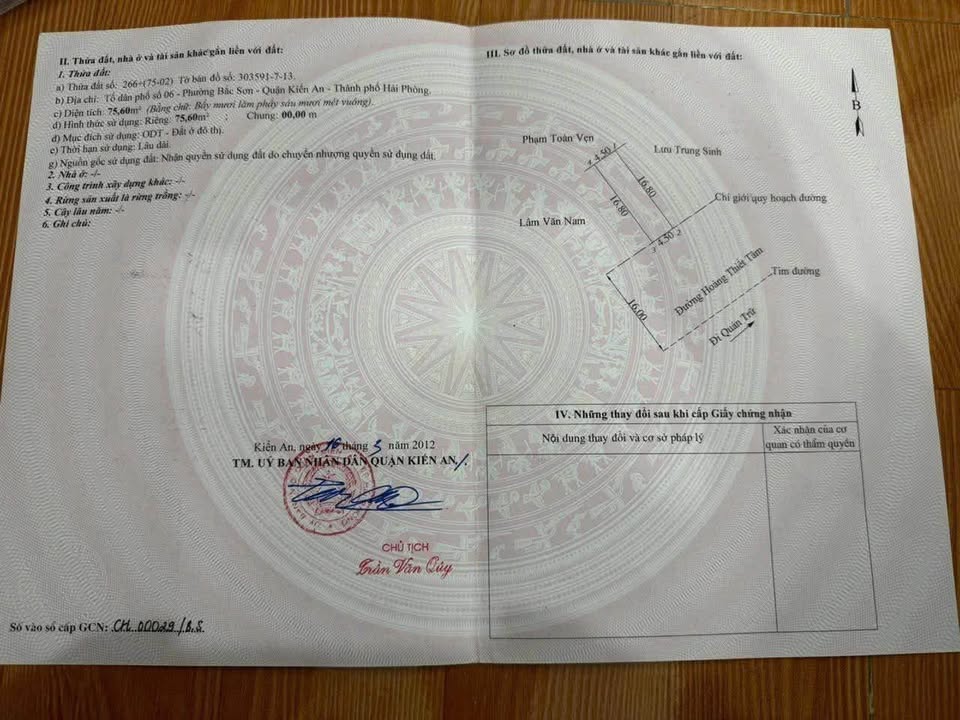 II. Thửa đất, nhà ở và tài sản khác gắn liền với đất:
1. Thửa đất:
a) Thửa đất số: 266+(75-02) Tờ bản đồ số: 303591-7-13.
b) Địa chỉ: Tổ dân phố số 06 - Phường Bắc Sơn - Quận Kiến An - Thành phố Hải Phòng.
c) Diện tích: 75,60m² (Bằng chữ: Bảy mươi lăm phảy sáu mươi mét vuông).
d) Hình thức sử dụng: Riêng: 75,60m² ; Chung: 00,00 m
đ) Mục đích sử dụng: ODT - Đất ở đô thị.
e) Thời hạn sử dụng: Lâu dài.
g) Nguồn gốc sử dụng đất: Nhận quyền sử dụng đất do chuyển nhượng quyền sử dụng đất.
2. Nhà ở: -/-
3. Công trình xây dựng khác: -/-
4. Rừng sản xuất là rừng trồng: -/-
5. Cây lâu năm: -/-
6. Ghi chú:
Kiến An, ngày 16 tháng 3 năm 2012
TM. UỶ BAN NHÂN DÂN QUẬN KIẾN AN
CHỦ TỊCH
Trần Văn Qúy
Số vào sổ cấp GCN: CH 00029/B.S
III. Sơ đồ thửa đất, nhà ở và tài sản khác gắn liền với đất:
B
Phạm Toàn Vẹn
Lưu Trung Sinh
4 4.50 1
16.80
16.80
Chỉ giới quy hoạch đường
Lâm Văn Nam
3 4.50 2
Đường Hoàng Thiết Tâm
Tim đường
16.00
Đi Quán Trữ
IV. Những thay đổi sau khi cấp Giấy chứng nhận
Nội dung thay đổi và cơ sở pháp lý
Xác nhận của cơ
quan có thẩm quyền